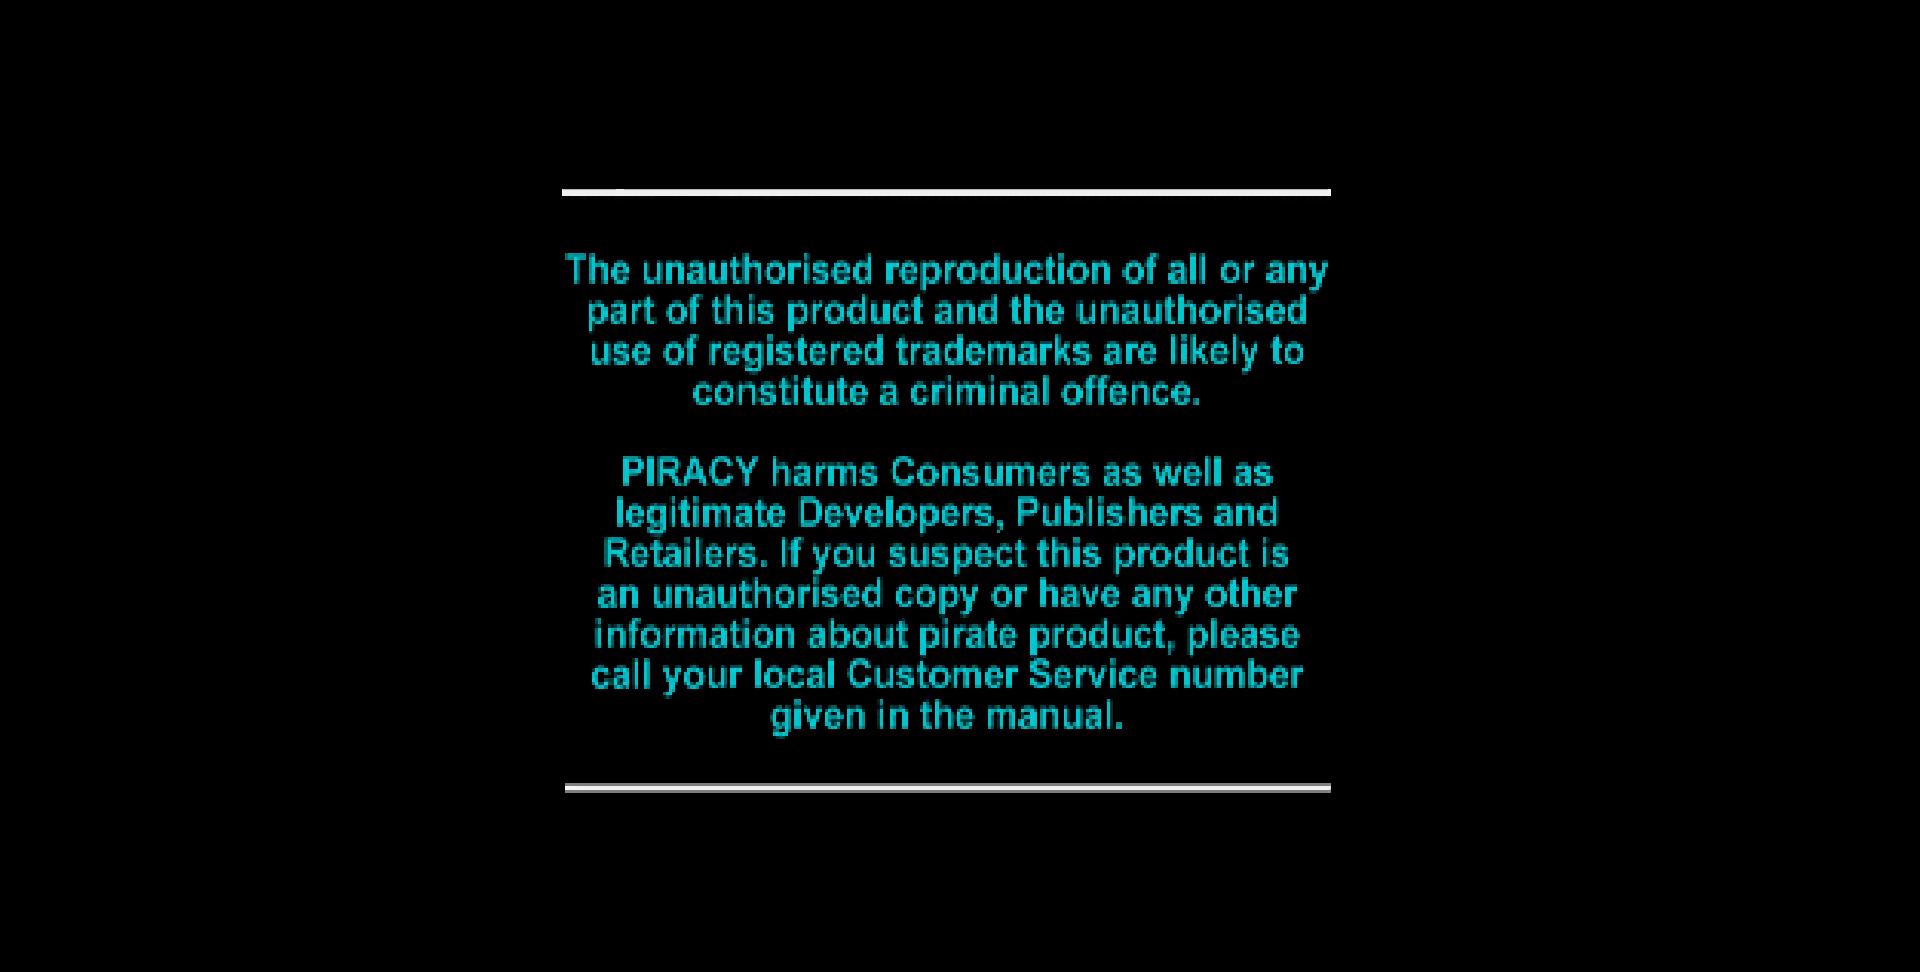 The unauthorised reproduction of all or any
part of this product and the unauthorised
use of registered trademarks are likely to
constitute a criminal offence.
PIRACY harms Consumers as well as
legitimate Developers, Publishers and
Retailers. If you suspect this product is
an unauthorised copy or have any other
information about pirate product, please
call your local Customer Service number
given in the manual.